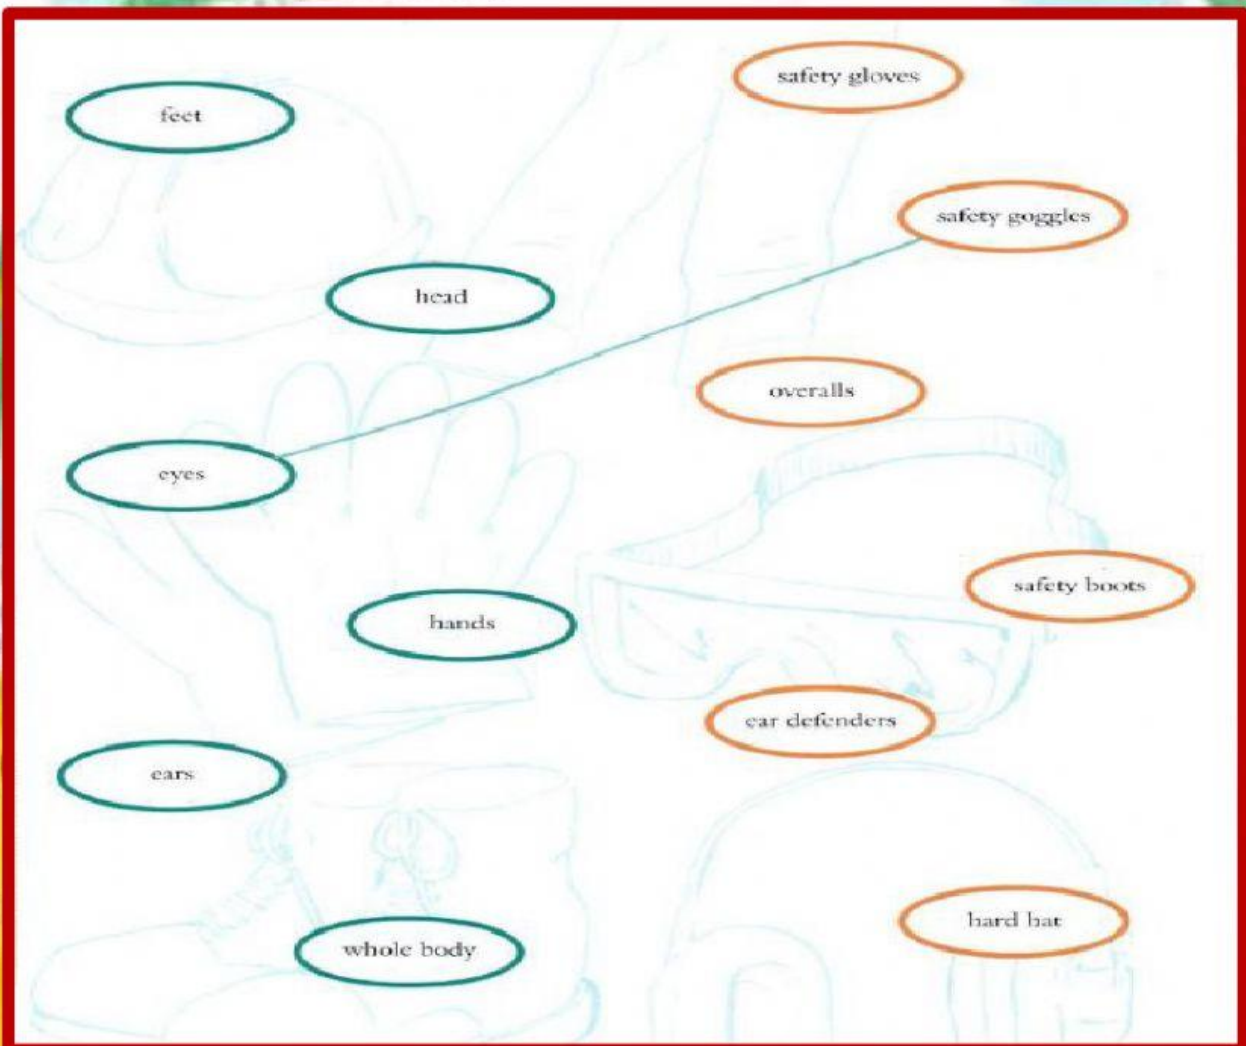 feet
safety gloves
safety goggles
head
overalls
eyes
safety boots
hands
ear defenders
ears
hard hat
whole body